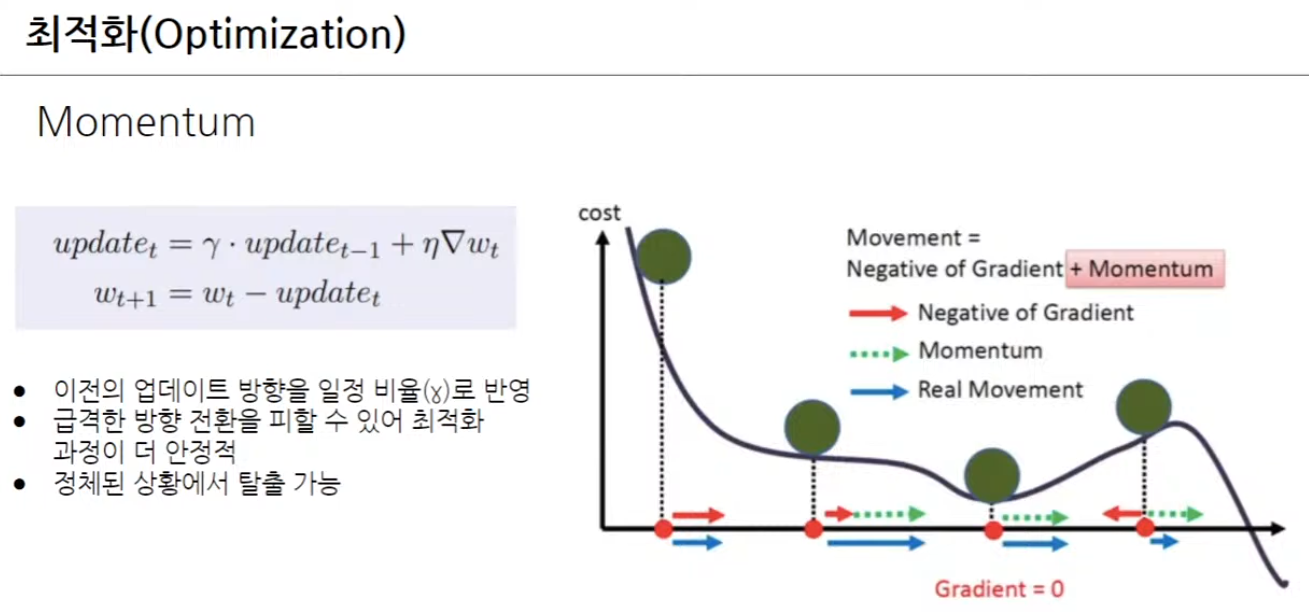 최적화(Optimization)
Momentum
update_t = γ · update_{t−1} + η∇w_t
w_{t+1} = w_t − update_t
● 이전의 업데이트 방향을 일정 비율(ɣ)로 반영
● 급격한 방향 전환을 피할 수 있어 최적화
과정이 더 안정적
● 정체된 상황에서 탈출 가능
cost
Movement =
Negative of Gradient + Momentum
Negative of Gradient
Momentum
Real Movement
Gradient = 0